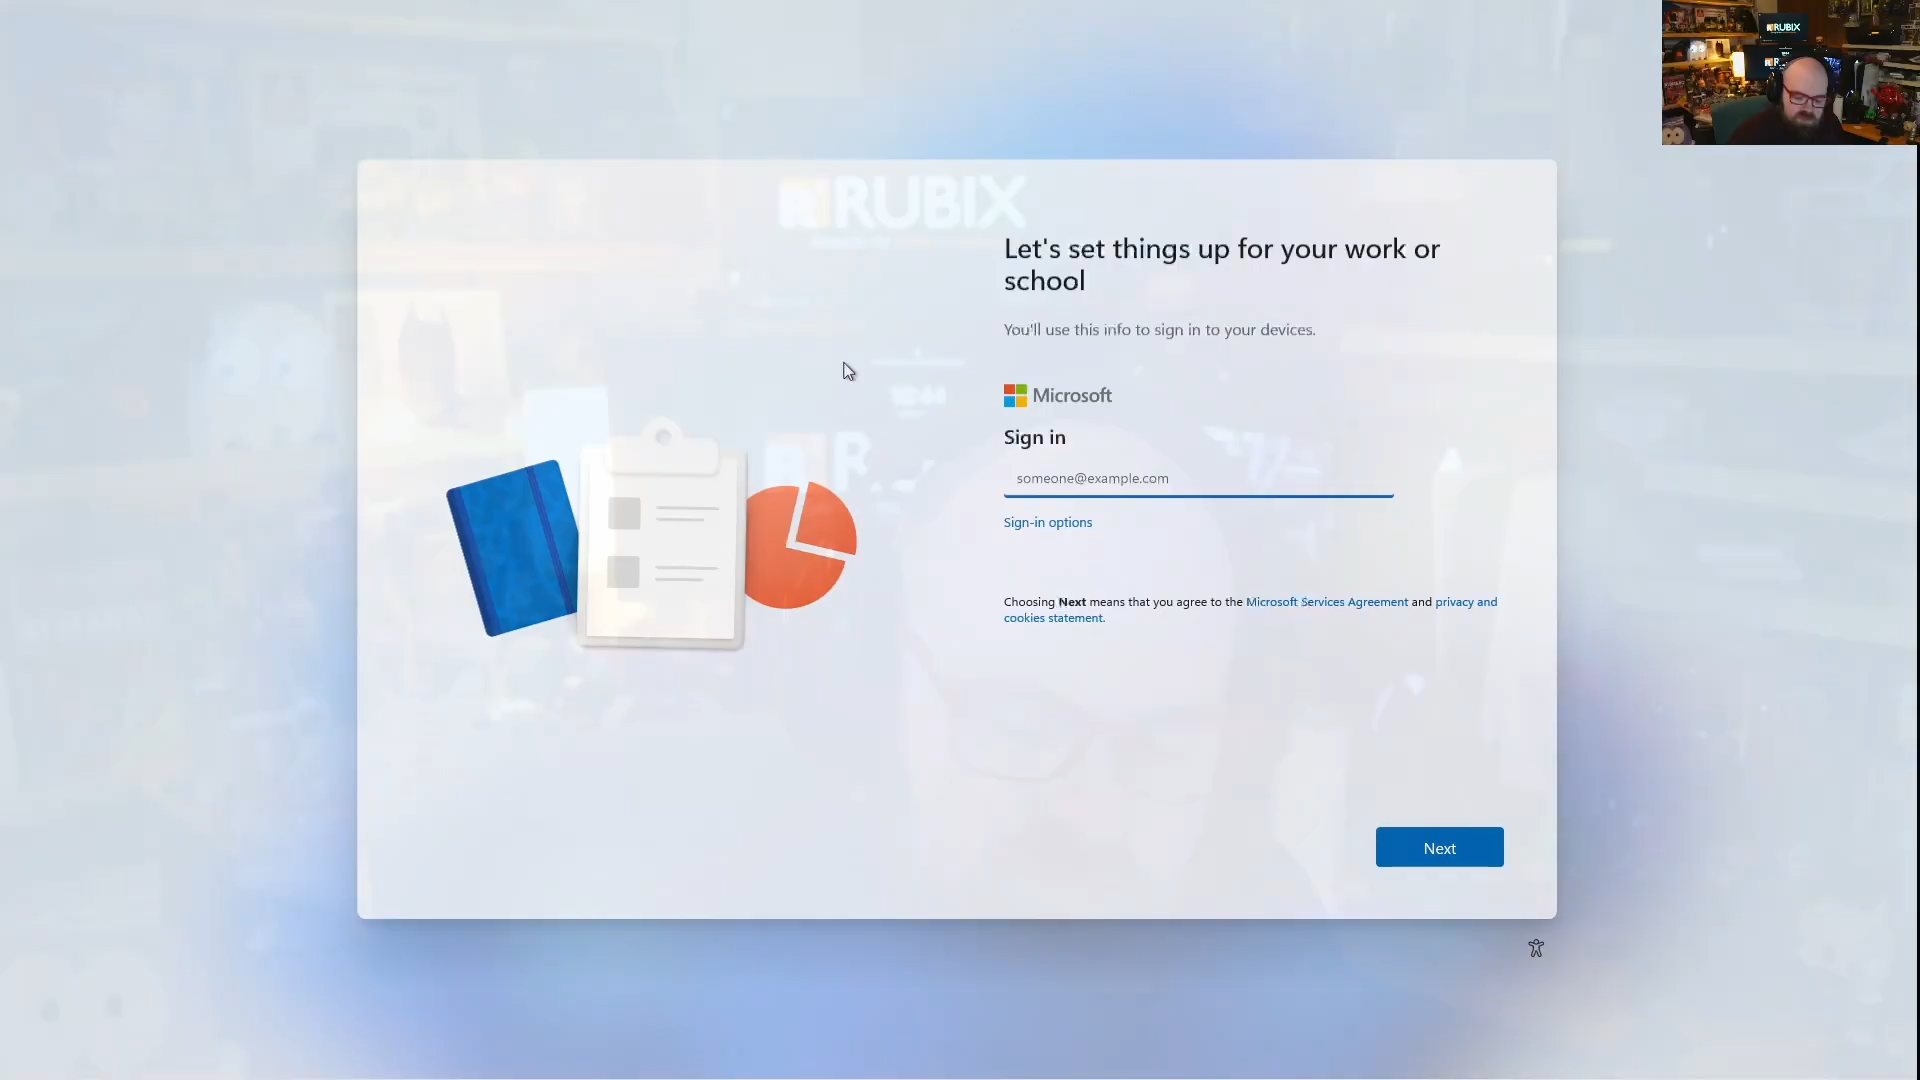 RUBIX
RUBIX
Let's set things up for your work or
school
You'll use this info to sign in to your devices.
Microsoft
Sign in
someone@example.com
Sign-in options
Choosing Next means that you agree to the Microsoft Services Agreement and privacy and
cookies statement.
Next